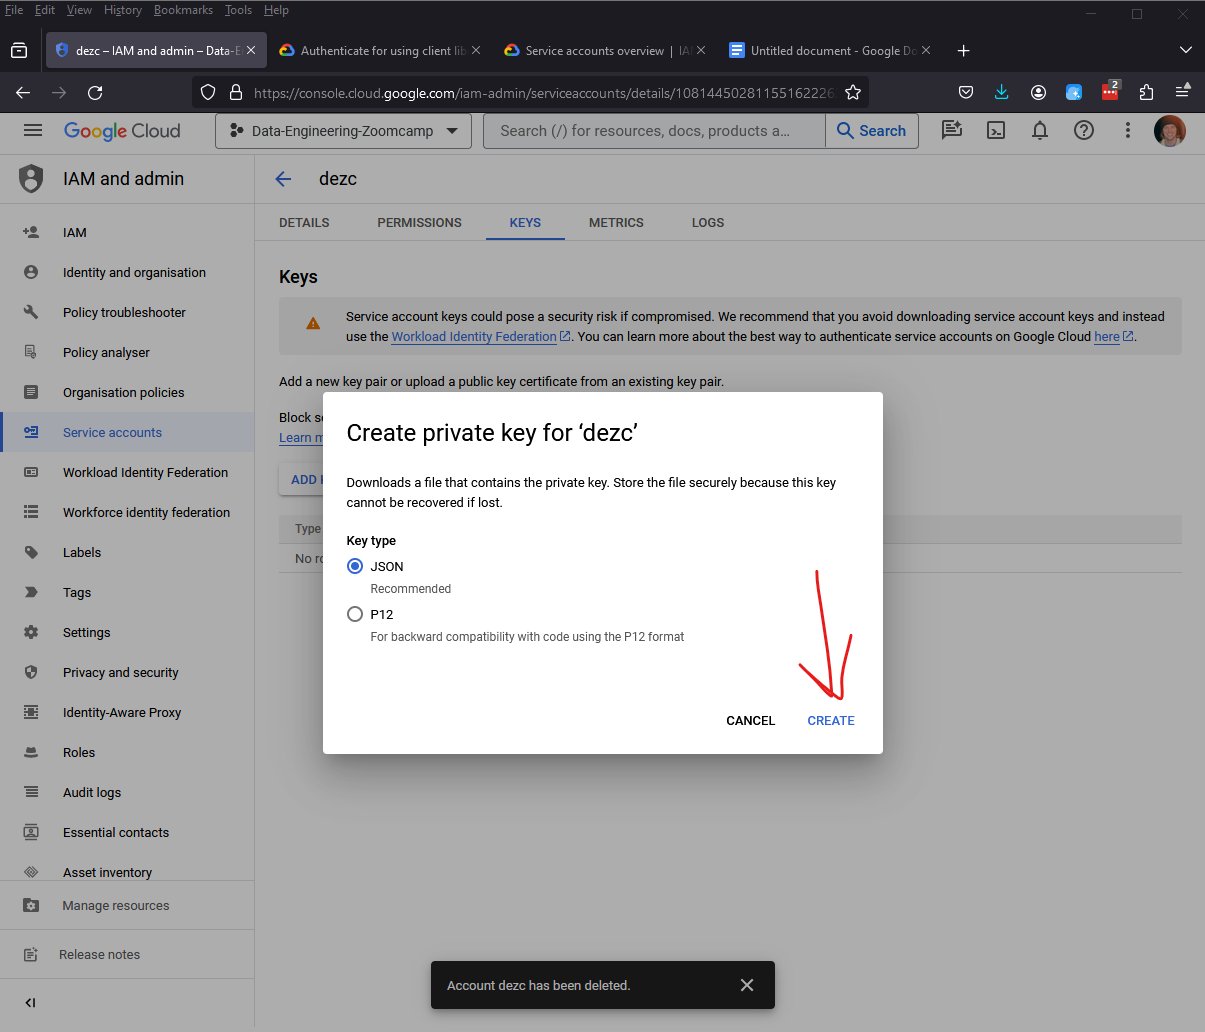 File Edit View History Bookmarks Tools Help
dezc – IAM and admin – Data-E
Authenticate for using client lib
Service accounts overview | IA
Untitled document - Google Do
https://console.cloud.google.com/iam-admin/serviceaccounts/details/10814450281155162226
2
Google Cloud
Data-Engineering-Zoomcamp
Search (/) for resources, docs, products a...
Search
IAM and admin
dezc
DETAILS PERMISSIONS KEYS METRICS LOGS
IAM
Identity and organisation
Policy troubleshooter
Policy analyser
Organisation policies
Service accounts
Workload Identity Federation
Workforce identity federation
Labels
Tags
Settings
Privacy and security
Identity-Aware Proxy
Roles
Audit logs
Essential contacts
Asset inventory
Manage resources
Release notes
Keys
Service account keys could pose a security risk if compromised. We recommend that you avoid downloading service account keys and instead
use the Workload Identity Federation. You can learn more about the best way to authenticate service accounts on Google Cloud here.
Add a new key pair or upload a public key certificate from an existing key pair.
Block s
Learn m
ADD
Type
No ro
Create private key for ‘dezc’
Downloads a file that contains the private key. Store the file securely because this key
cannot be recovered if lost.
Key type
JSON
Recommended
P12
For backward compatibility with code using the P12 format
CANCEL CREATE
Account dezc has been deleted.